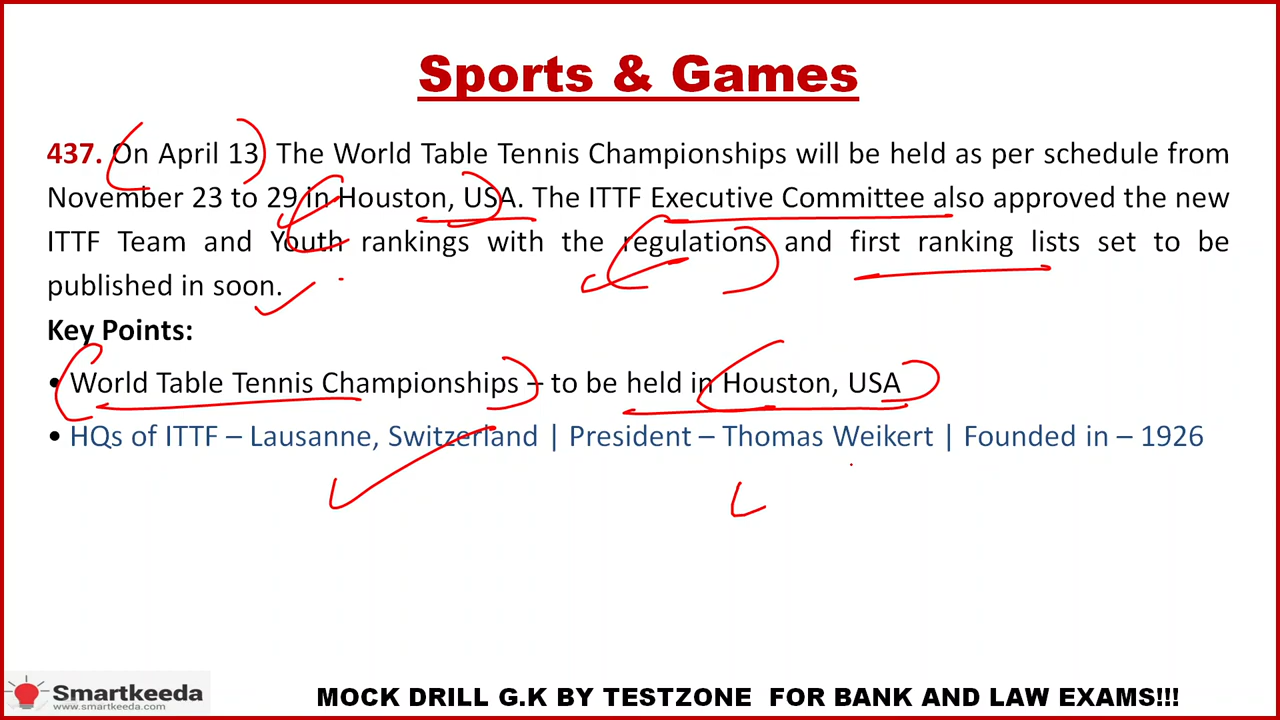 Sports & Games
437. On April 13) The World Table Tennis Championships will be held as per schedule from
November 23 to 29 in Houston, USA. The ITTF Executive Committee also approved the new
ITTF Team and Youth rankings with the regulations and first ranking lists set to be
published in soon.
Key Points:
• World Table Tennis Championships – to be held in Houston, USA
• HQs of ITTF – Lausanne, Switzerland | President – Thomas Weikert | Founded in – 1926
Smartkeeda
www.smartkeeda.com
MOCK DRILL G.K BY TESTZONE FOR BANK AND LAW EXAMS!!!